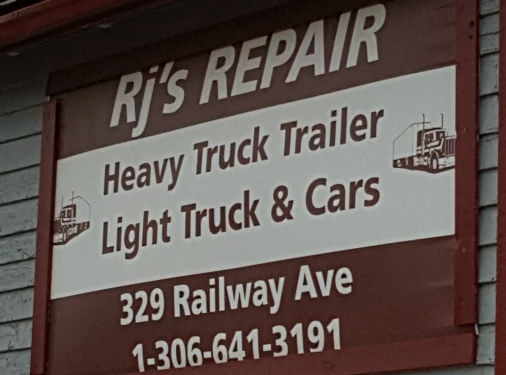 Rj's REPAIR
Heavy Truck Trailer
Light Truck & Cars
329 Railway Ave
1-306-641-3191